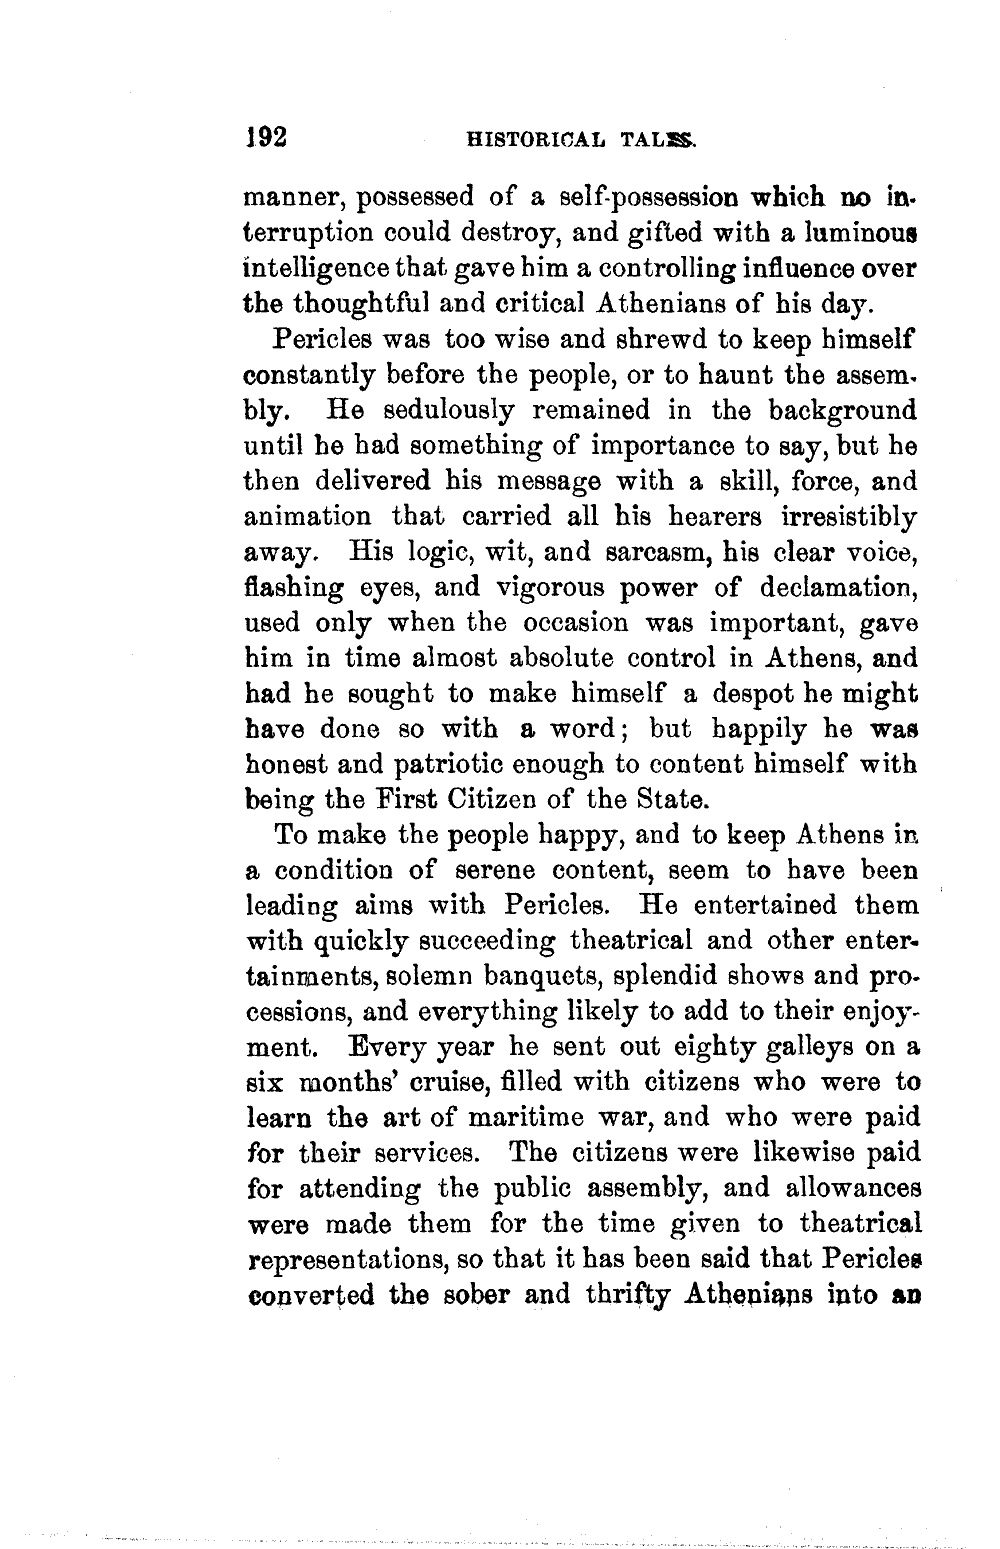 192 HISTORICAL TALES.
manner, possessed of a self-possession which no in-
terruption could destroy, and gifted with a luminous
intelligence that gave him a controlling influence over
the thoughtful and critical Athenians of his day.
Pericles was too wise and shrewd to keep himself
constantly before the people, or to haunt the assem-
bly. He sedulously remained in the background
until he had something of importance to say, but he
then delivered his message with a skill, force, and
animation that carried all his hearers irresistibly
away. His logic, wit, and sarcasm, his clear voice,
flashing eyes, and vigorous power of declamation,
used only when the occasion was important, gave
him in time almost absolute control in Athens, and
had he sought to make himself a despot he might
have done so with a word; but happily he was
honest and patriotic enough to content himself with
being the First Citizen of the State.
To make the people happy, and to keep Athens in
a condition of serene content, seem to have been
leading aims with Pericles. He entertained them
with quickly succeeding theatrical and other enter-
tainments, solemn banquets, splendid shows and pro-
cessions, and everything likely to add to their enjoy-
ment. Every year he sent out eighty galleys on a
six months' cruise, filled with citizens who were to
learn the art of maritime war, and who were paid
for their services. The citizens were likewise paid
for attending the public assembly, and allowances
were made them for the time given to theatrical
representations, so that it has been said that Pericles
converted the sober and thrifty Athenians into an